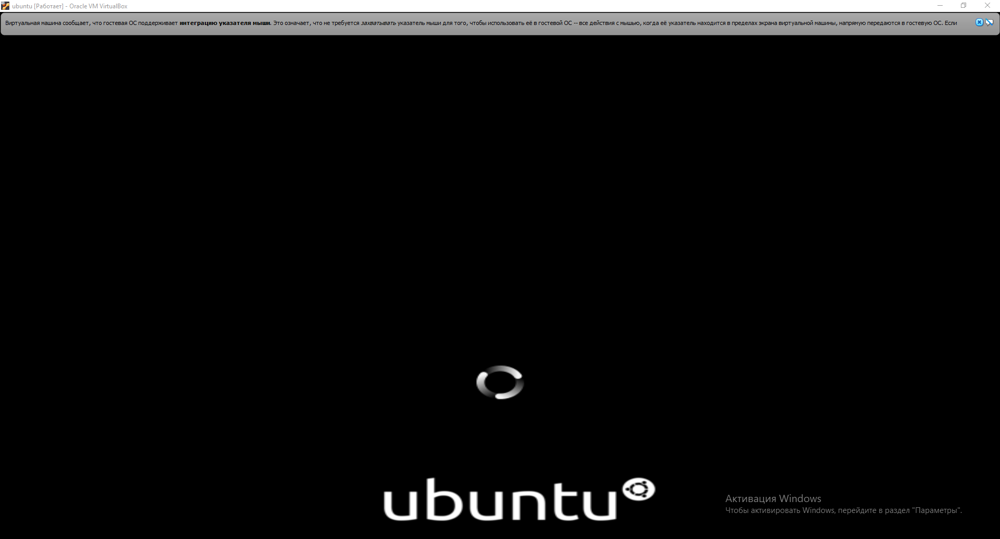 ubuntu [Работает] - Oracle VM VirtualBox
Виртуальная машина сообщает, что гостевая ОС поддерживает интеграцию указателя мыши. Это означает, что не требуется захватывать указатель мыши для того, чтобы использовать её в гостевой ОС -- все действия с мышью, когда её указатель находится в пределах экрана виртуальной машины, напрямую передаются в гостевую ОС. Если
ubuntu
Активация Windows
Чтобы активировать Windows, перейдите в раздел "Параметры".